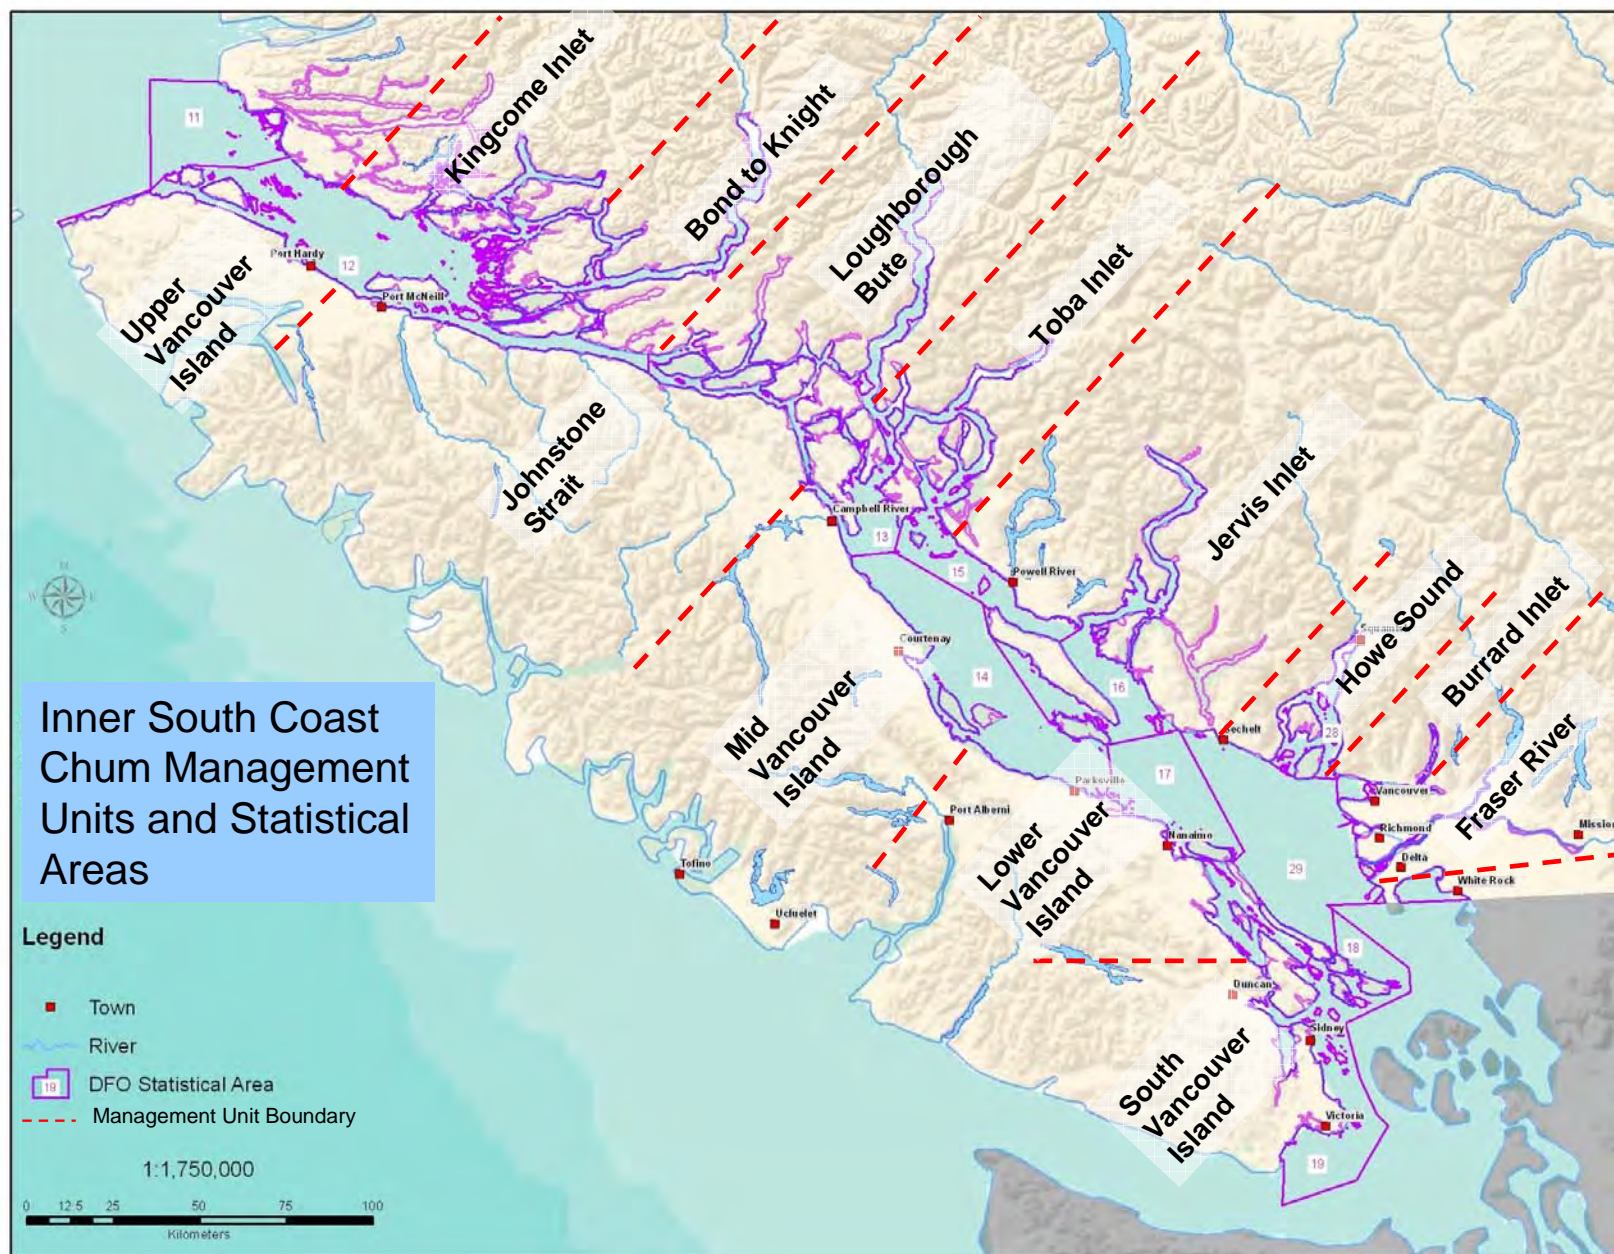 Kingcome Inlet
Bond to Knight
Loughborough
Bute
Toba Inlet
11
Port Hardy
12
Port McNeill
Upper
Vancouver
Island
Johnstone
Strait
Jervis Inlet
Campbell River
13
15
Powell River
N
W
E
S
Howe Sound
Burrard Inlet
Courtenay
14
16
Mid
Vancouver
Island
Sechelt
28
17
Fraser River
Inner South Coast
Chum Management
Units and Statistical
Areas
Parksville
Vancouver
Port Alberni
Lower
Vancouver
Island
Nanaimo
Richmond
Mission
Delta
29
White Rock
Tofino
Ucluelet
18
Duncan
Sidney
South
Vancouver
Island
Victoria
19
Legend
Town
River
19 DFO Statistical Area
Management Unit Boundary
1:1,750,000
0 12.5 25 50 75 100
Kilometers